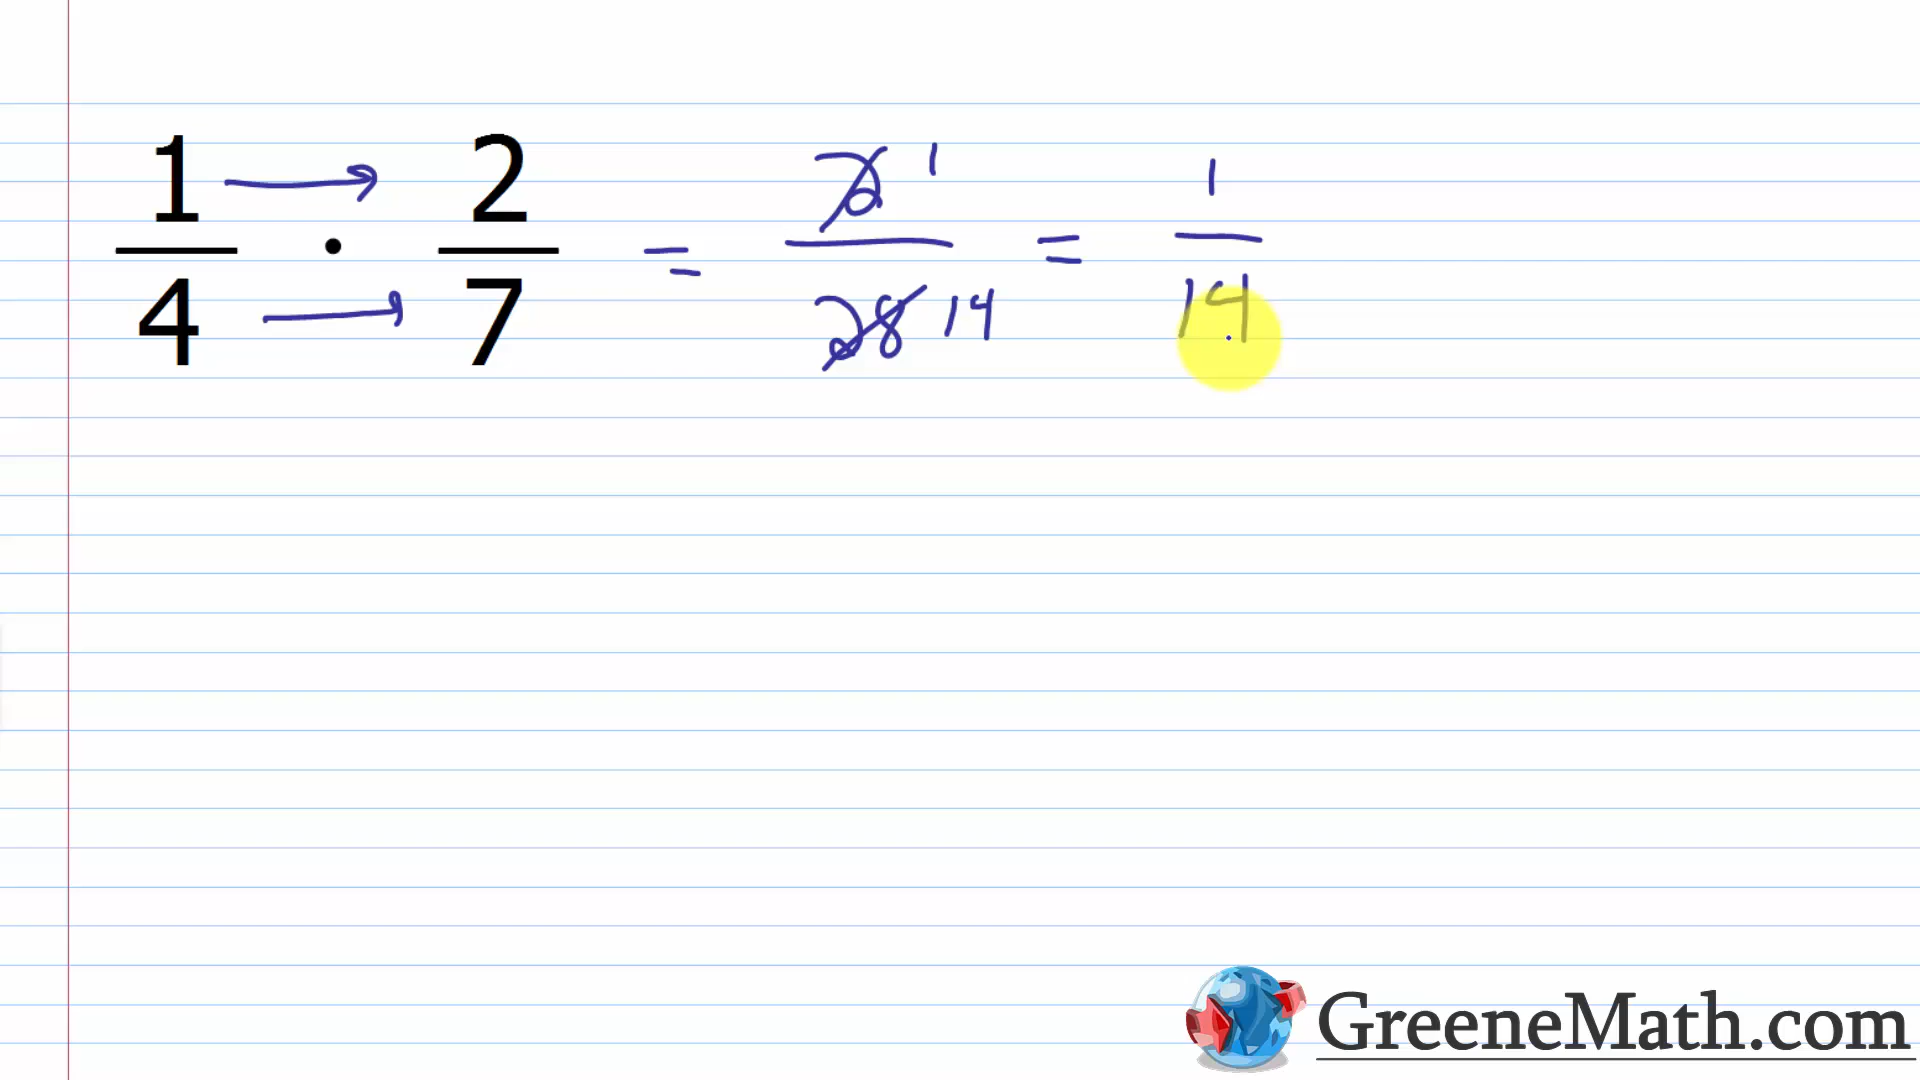 1/4 → · 2/7 → = 2/28 1/14 = 1/14
GreeneMath.com